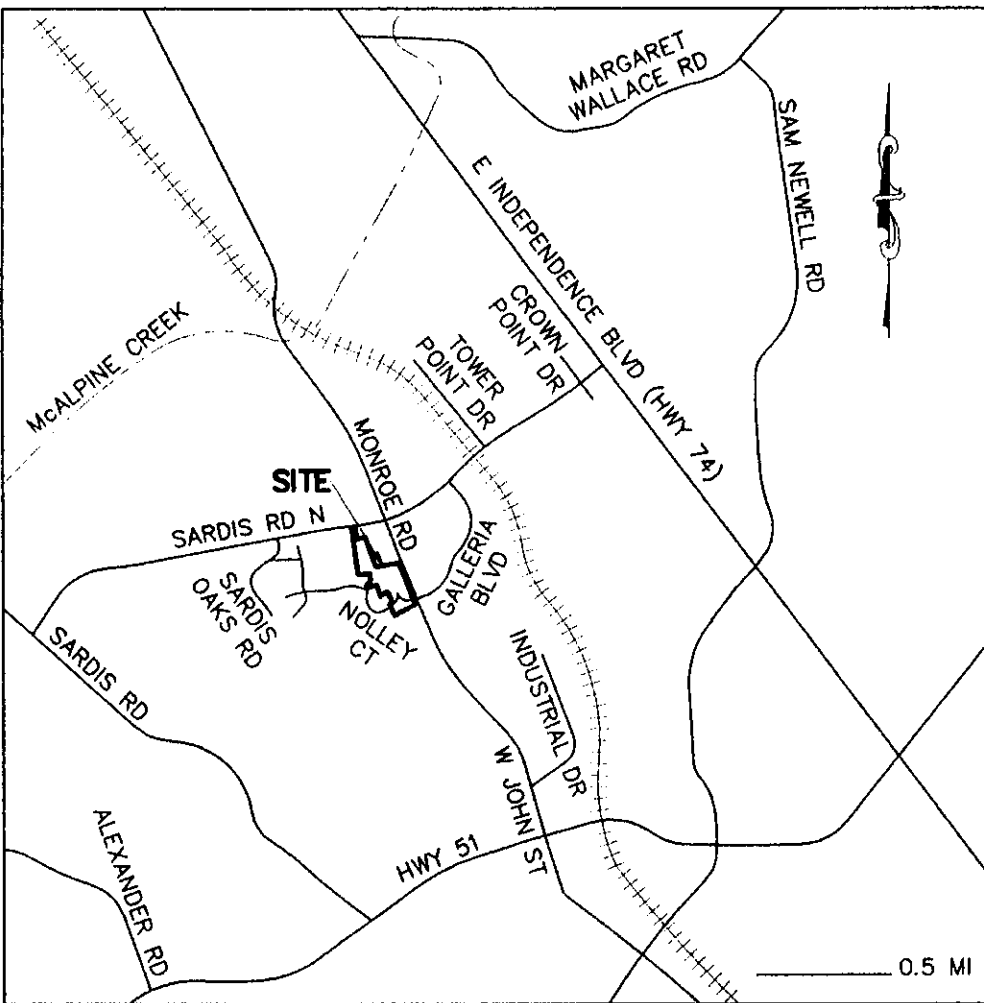 MARGARET
WALLACE RD
SAM NEWELL RD
E INDEPENDENCE BLVD (HWY 74)
CROWN
POINT DR
TOWER
POINT DR
McALPINE CREEK
MONROE RD
SITE
SARDIS RD N
GALLERIA
BLVD
SARDIS
OAKS RD
NOLLEY
CT
INDUSTRIAL DR
SARDIS RD
W JOHN ST
HWY 51
ALEXANDER RD
0.5 MI